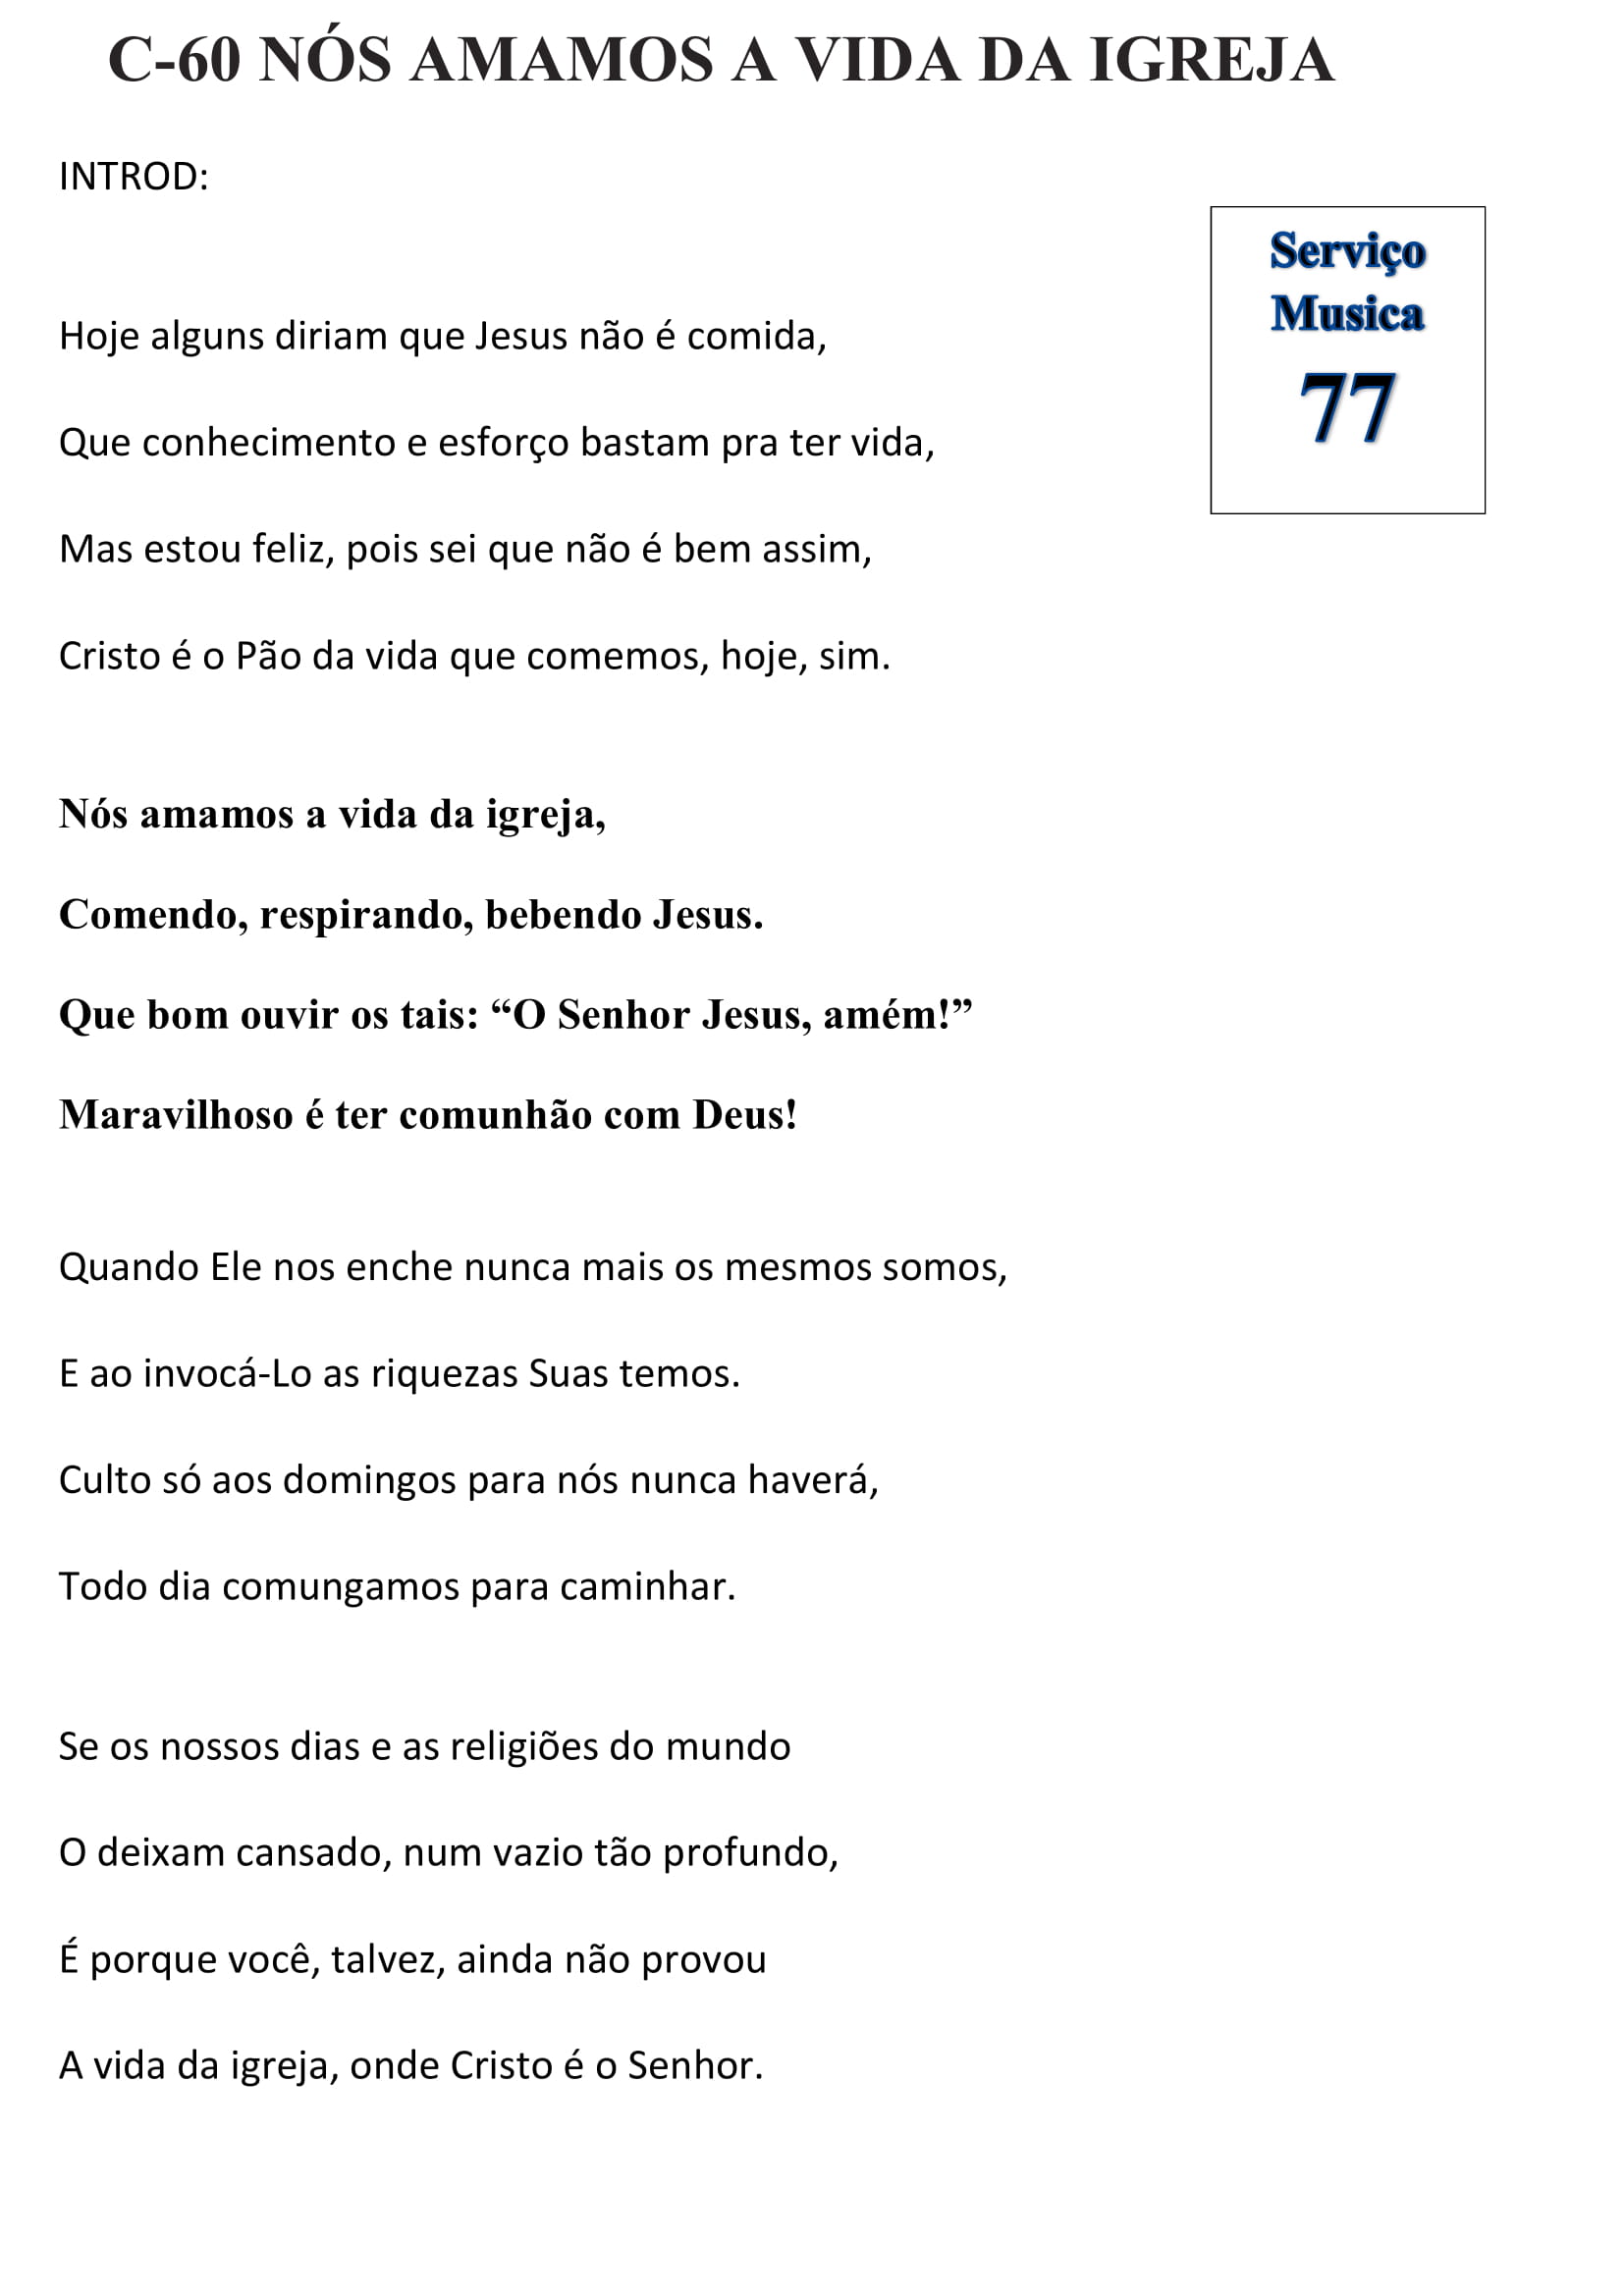 C-60 NÓS AMAMOS A VIDA DA IGREJA
INTROD:
Serviço
Musica
77
Hoje alguns diriam que Jesus não é comida,
Que conhecimento e esforço bastam pra ter vida,
Mas estou feliz, pois sei que não é bem assim,
Cristo é o Pão da vida que comemos, hoje, sim.
Nós amamos a vida da igreja,
Comendo, respirando, bebendo Jesus.
Que bom ouvir os tais: “O Senhor Jesus, amém!”
Maravilhoso é ter comunhão com Deus!
Quando Ele nos enche nunca mais os mesmos somos,
E ao invocá-Lo as riquezas Suas temos.
Culto só aos domingos para nós nunca haverá,
Todo dia comungamos para caminhar.
Se os nossos dias e as religiões do mundo
O deixam cansado, num vazio tão profundo,
É porque você, talvez, ainda não provou
A vida da igreja, onde Cristo é o Senhor.